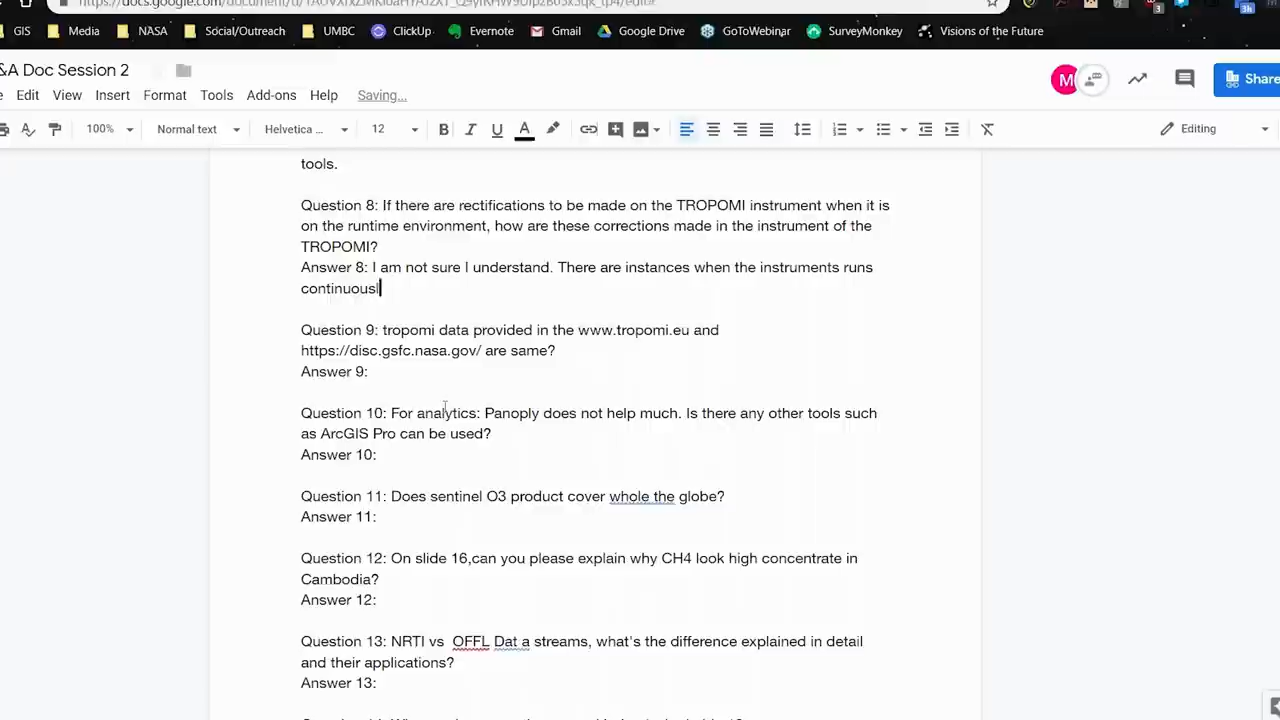 GIS Media NASA Social/Outreach UMBC ClickUp Evernote Gmail Google Drive GoToWebinar SurveyMonkey Visions of the Future
&A Doc Session 2
M
Share
Edit View Insert Format Tools Add-ons Help Saving...
100% Normal text Helvetica ... 12 B I U A Editing
tools.
Question 8: If there are rectifications to be made on the TROPOMI instrument when it is
on the runtime environment, how are these corrections made in the instrument of the
TROPOMI?
Answer 8: I am not sure I understand. There are instances when the instruments runs
continuousl
Question 9: tropomi data provided in the www.tropomi.eu and
https://disc.gsfc.nasa.gov/ are same?
Answer 9:
Question 10: For analytics: Panoply does not help much. Is there any other tools such
as ArcGIS Pro can be used?
Answer 10:
Question 11: Does sentinel O3 product cover whole the globe?
Answer 11:
Question 12: On slide 16,can you please explain why CH4 look high concentrate in
Cambodia?
Answer 12:
Question 13: NRTI vs  OFFL Dat a streams, what's the difference explained in detail
and their applications?
Answer 13: